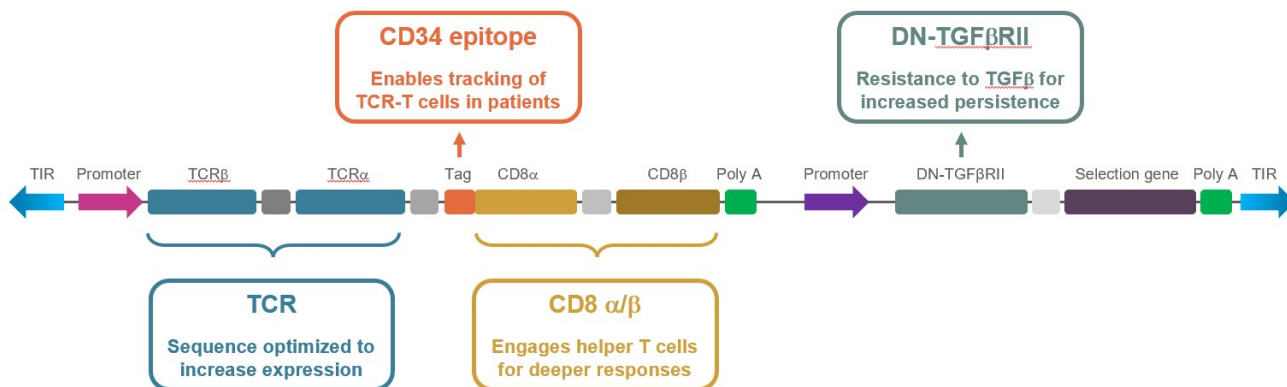 CD34 epitope
Enables tracking of
TCR-T cells in patients
DN-TGFβRII
Resistance to TGFβ for
increased persistence
TIR
Promoter
TCRβ
TCRα
Tag
CD8α
CD8β
Poly A
Promoter
DN-TGFβRII
Selection gene
Poly A
TIR
TCR
Sequence optimized to
increase expression
CD8 α/β
Engages helper T cells
for deeper responses